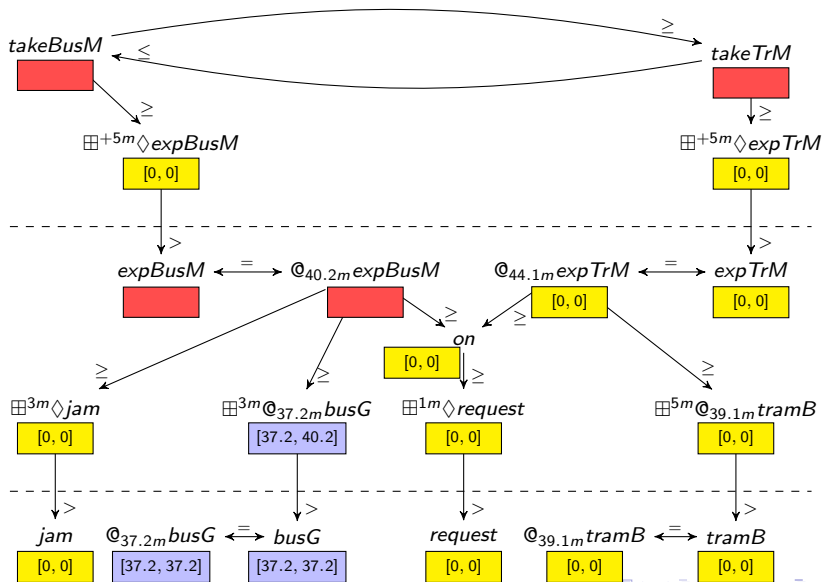 takeBusM ≥ takeTrM
≤
≥ ≥
⊞+5m◇expBusM ⊞+5m◇expTrM
[0, 0] [0, 0]
> >
expBusM = @40.2mexpBusM @44.1mexpTrM = expTrM
[0, 0] [0, 0]
≥ ≥
on
[0, 0]
≥ ≥ ≥ ≥
⊞3m◇jam ⊞3m@37.2mbusG ⊞1m◇request ⊞5m@39.1mtramB
[0, 0] [37.2, 40.2] [0, 0] [0, 0]
> > > >
jam @37.2mbusG = busG request @39.1mtramB = tramB
[0, 0] [37.2, 37.2] [37.2, 37.2] [0, 0] [0, 0] [0, 0]